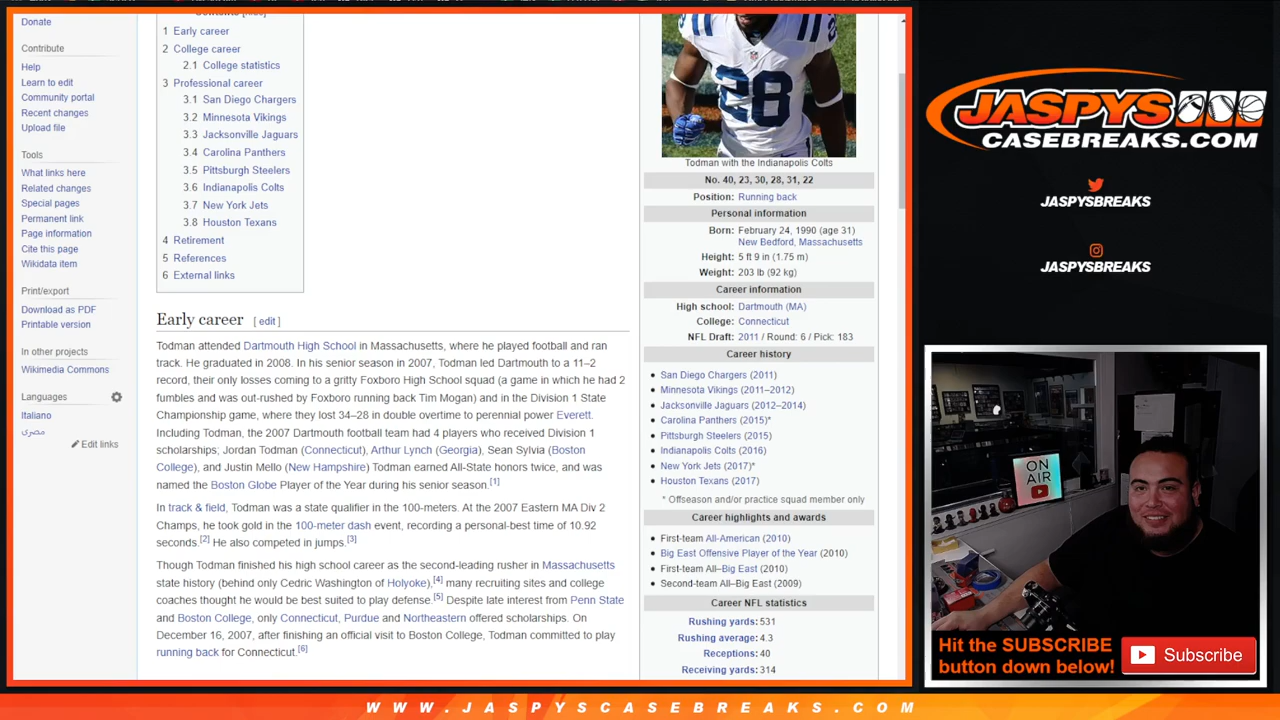 Donate
Contribute
Help
Learn to edit
Community portal
Recent changes
Upload file
Tools
What links here
Related changes
Special pages
Permanent link
Page information
Cite this page
Wikidata item
Print/export
Download as PDF
Printable version
In other projects
Wikimedia Commons
Languages
Italiano
مصرى
Edit links
1 Early career
2 College career
2.1 College statistics
3 Professional career
3.1 San Diego Chargers
3.2 Minnesota Vikings
3.3 Jacksonville Jaguars
3.4 Carolina Panthers
3.5 Pittsburgh Steelers
3.6 Indianapolis Colts
3.7 New York Jets
3.8 Houston Texans
4 Retirement
5 References
6 External links
Early career [ edit ]
Todman attended Dartmouth High School in Massachusetts, where he played football and ran
track. He graduated in 2008. In his senior season in 2007, Todman led Dartmouth to a 11–2
record, their only losses coming to a gritty Foxboro High School squad (a game in which he had 2
fumbles and was out-rushed by Foxboro running back Tim Mogan) and in the Division 1 State
Championship game, where they lost 34–28 in double overtime to perennial power Everett.
Including Todman, the 2007 Dartmouth football team had 4 players who received Division 1
scholarships; Jordan Todman (Connecticut), Arthur Lynch (Georgia), Sean Sylvia (Boston
College), and Justin Mello (New Hampshire) Todman earned All-State honors twice, and was
named the Boston Globe Player of the Year during his senior season.[1]
In track & field, Todman was a state qualifier in the 100-meters. At the 2007 Eastern MA Div 2
Champs, he took gold in the 100-meter dash event, recording a personal-best time of 10.92
seconds.[2] He also competed in jumps.[3]
Though Todman finished his high school career as the second-leading rusher in Massachusetts
state history (behind only Cedric Washington of Holyoke),[4] many recruiting sites and college
coaches thought he would be best suited to play defense.[5] Despite late interest from Penn State
and Boston College, only Connecticut, Purdue and Northeastern offered scholarships. On
December 16, 2007, after finishing an official visit to Boston College, Todman committed to play
running back for Connecticut.[6]
28
Todman with the Indianapolis Colts
No. 40, 23, 30, 28, 31, 22
Position: Running back
Personal information
Born: February 24, 1990 (age 31)
New Bedford, Massachusetts
Height: 5 ft 9 in (1.75 m)
Weight: 203 lb (92 kg)
Career information
High school: Dartmouth (MA)
College: Connecticut
NFL Draft: 2011 / Round: 6 / Pick: 183
Career history
• San Diego Chargers (2011)
• Minnesota Vikings (2011–2012)
• Jacksonville Jaguars (2012–2014)
• Carolina Panthers (2015)*
• Pittsburgh Steelers (2015)
• Indianapolis Colts (2016)
• New York Jets (2017)*
• Houston Texans (2017)
* Offseason and/or practice squad member only
Career highlights and awards
• First-team All-American (2010)
• Big East Offensive Player of the Year (2010)
• First-team All–Big East (2010)
• Second-team All–Big East (2009)
Career NFL statistics
Rushing yards: 531
Rushing average: 4.3
Receptions: 40
Receiving yards: 314
JASPYS
CASEBREAKS.COM
JASPYSBREAKS
JASPYSBREAKS
ON
AIR
Hit the SUBSCRIBE
button down below!
Subscribe
WWW.JASPYSCASEBREAKS.COM